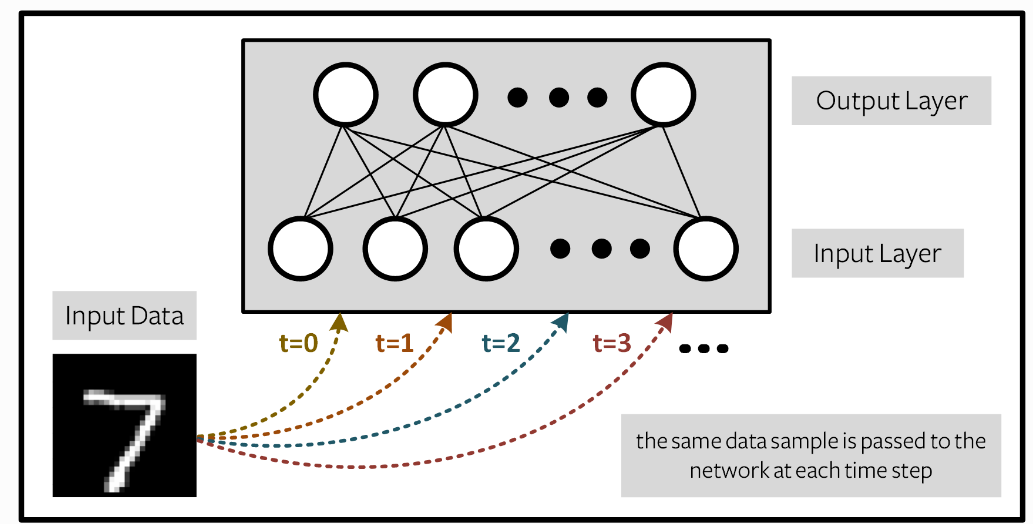 Output Layer
Input Layer
Input Data
t=0 t=1 t=2 t=3
7
the same data sample is passed to the
network at each time step